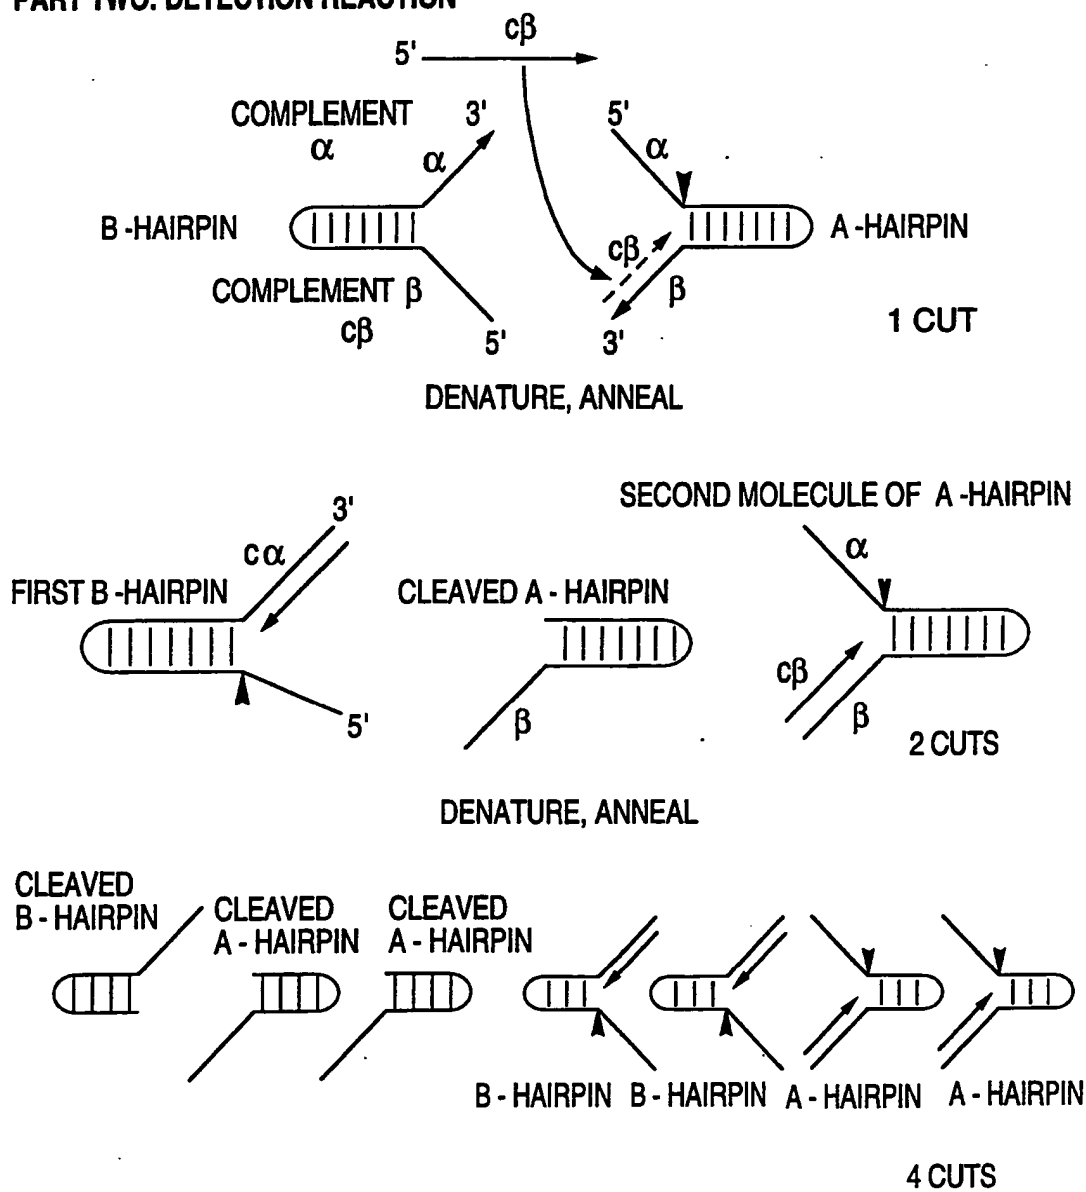 PART TWO: DETECTION REACTION
cβ
5'
COMPLEMENT
α
3'
α
5'
α
B -HAIRPIN
A -HAIRPIN
cβ
COMPLEMENT β
cβ
β
5'
3'
1 CUT
DENATURE, ANNEAL
SECOND MOLECULE OF A -HAIRPIN
3'
c α
α
FIRST B -HAIRPIN
CLEAVED A - HAIRPIN
cβ
5'
β
β
2 CUTS
DENATURE, ANNEAL
CLEAVED
B - HAIRPIN
CLEAVED
A - HAIRPIN
CLEAVED
A - HAIRPIN
B - HAIRPIN
B - HAIRPIN
A - HAIRPIN
A - HAIRPIN
4 CUTS